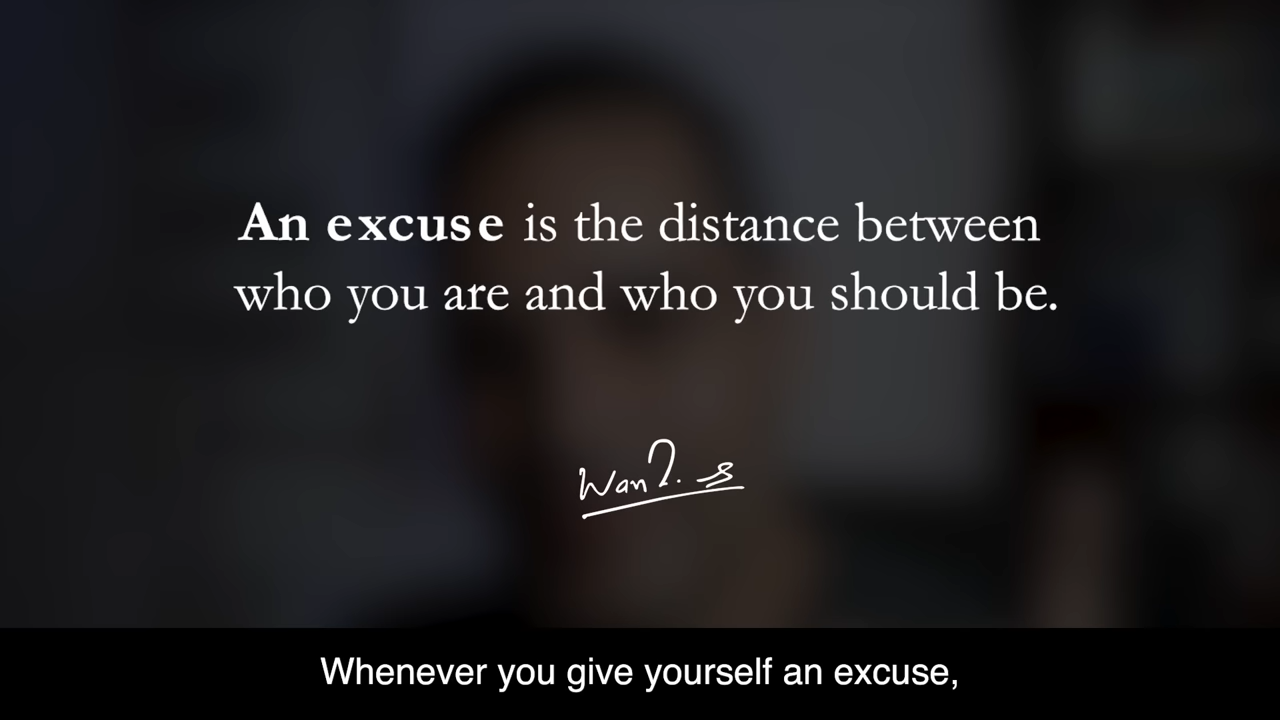 An excuse is the distance between
who you are and who you should be.
Whenever you give yourself an excuse,